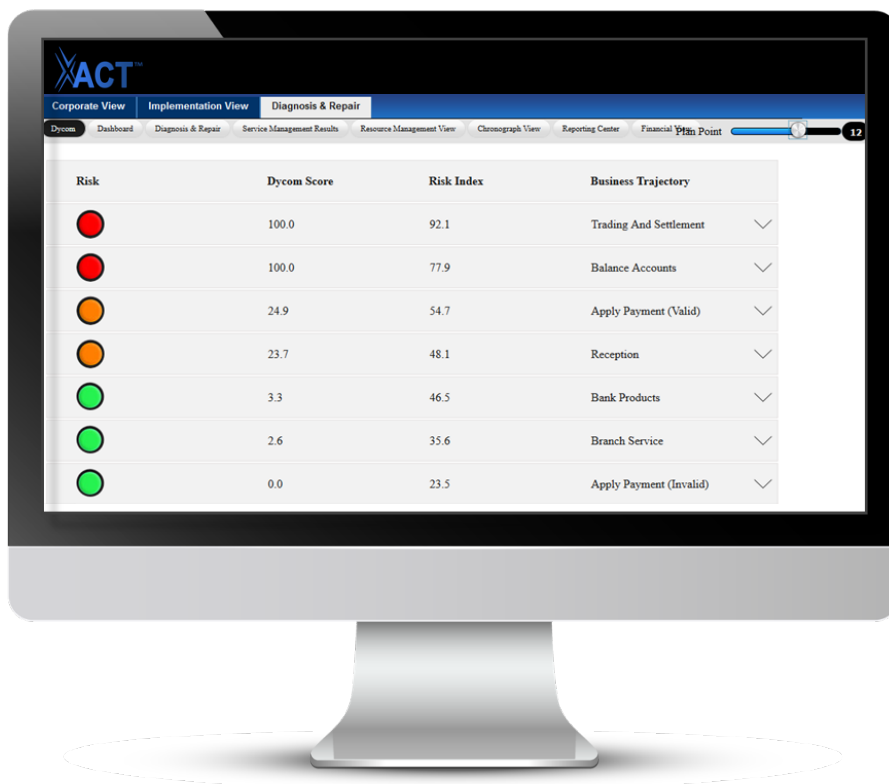 XACT™
Corporate View Implementation View Diagnosis & Repair
Dycom Dashboard Diagnosis & Repair Service Management Results Resource Management View Chronograph View Reporting Center Financial View Plan Point 12
Risk Dycom Score Risk Index Business Trajectory
100.0 92.1 Trading And Settlement
100.0 77.9 Balance Accounts
24.9 54.7 Apply Payment (Valid)
23.7 48.1 Reception
3.3 46.5 Bank Products
2.6 35.6 Branch Service
0.0 23.5 Apply Payment (Invalid)